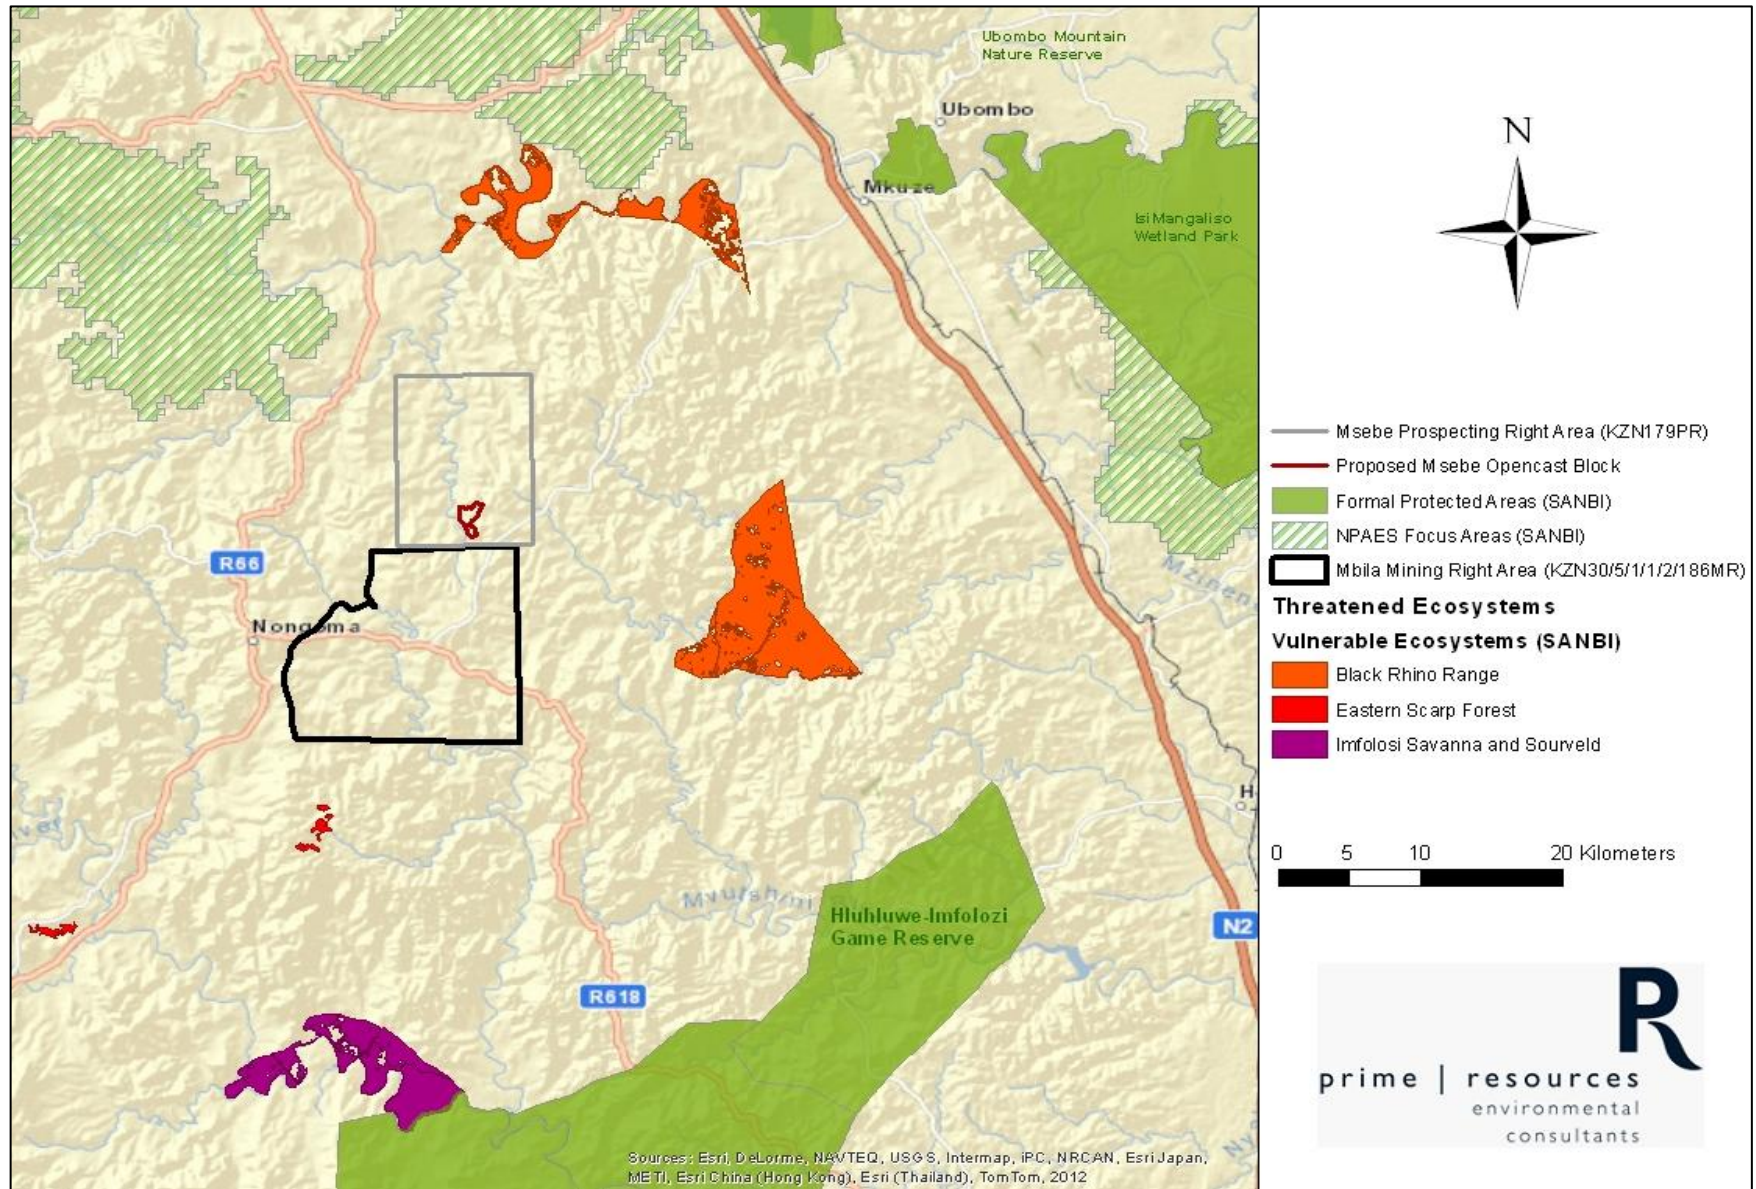 Ubombo Mountain
Nature Reserve
Ubombo
Mkuze
IsiMangaliso
Wetland Park
R66
Nongoma
Hluhluwe-Imfolozi
Game Reserve
N2
R618
Sources: Esri, DeLorme, NAVTEQ, USGS, Intermap, iPC, NRCAN, Esri Japan,
METI, Esri China (Hong Kong), Esri (Thailand), TomTom, 2012
N
Msebe Prospecting Right Area (KZN179PR)
Proposed Msebe Opencast Block
Formal Protected Areas (SANBI)
NPAES Focus Areas (SANBI)
Mbila Mining Right Area (KZN30/5/1/1/2/186MR)
Threatened Ecosystems
Vulnerable Ecosystems (SANBI)
Black Rhino Range
Eastern Scarp Forest
Imfolosi Savanna and Sourveld
0 5 10 20 Kilometers
R
prime | resources
environmental
consultants